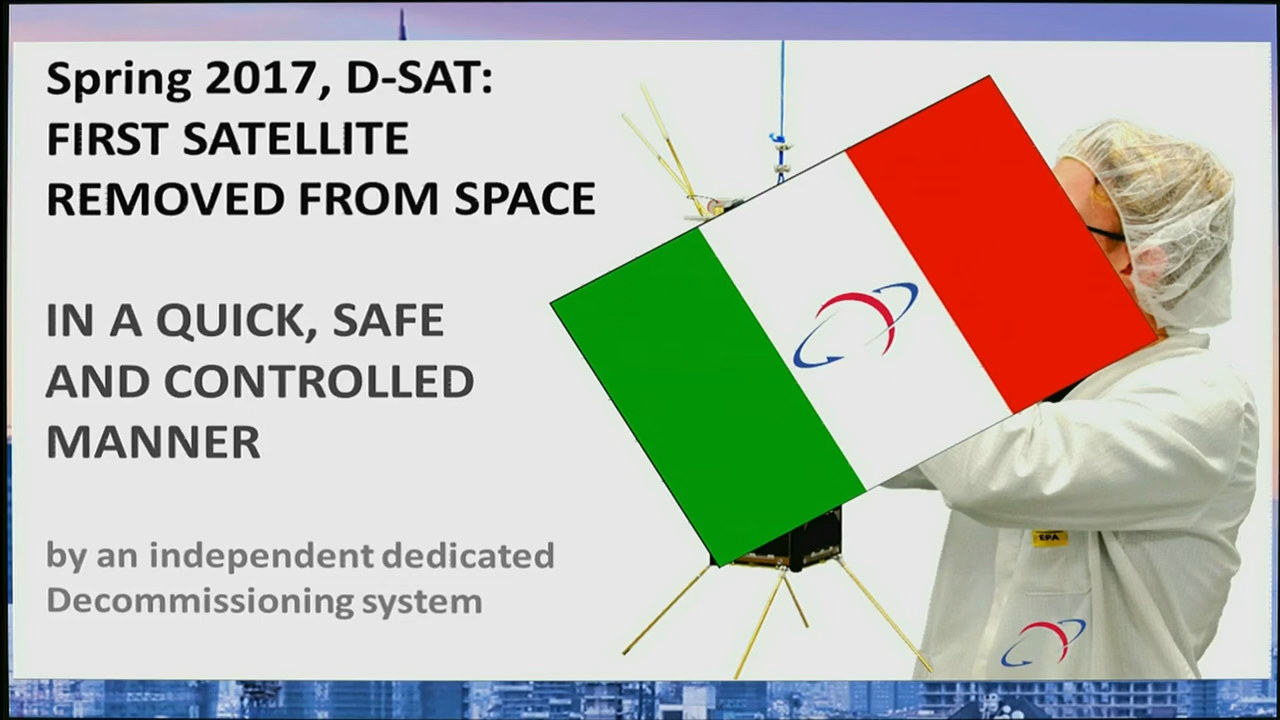 Spring 2017, D-SAT:
FIRST SATELLITE
REMOVED FROM SPACE
IN A QUICK, SAFE
AND CONTROLLED
MANNER
by an independent dedicated
Decommissioning system
EPA